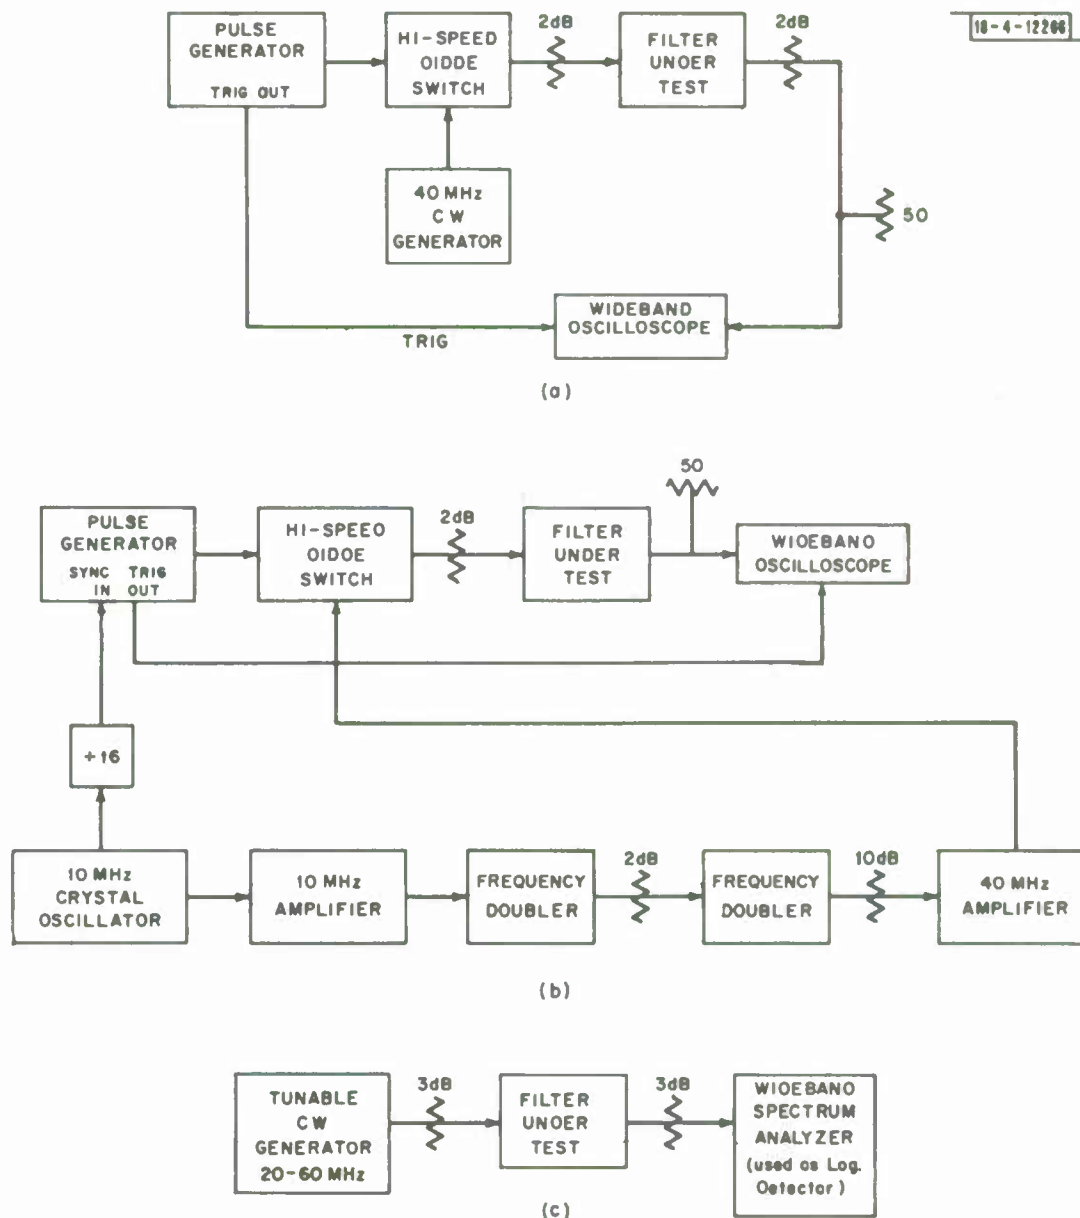 18-4-12266
PULSE
GENERATOR
TRIG OUT
HI-SPEED
OIDDE
SWITCH
2dB
FILTER
UNDER
TEST
2dB
40 MHz
CW
GENERATOR
50
WIDEBAND
OSCILLOSCOPE
TRIG
(a)
PULSE
GENERATOR
SYNC TRIG
IN OUT
HI-SPEEO
OIDOE
SWITCH
2dB
FILTER
UNDER
TEST
50
WIOEBANO
OSCILLOSCOPE
÷16
10 MHz
CRYSTAL
OSCILLATOR
10 MHz
AMPLIFIER
FREQUENCY
DOUBLER
2dB
FREQUENCY
DOUBLER
10dB
40 MHz
AMPLIFIER
(b)
TUNABLE
CW
GENERATOR
20-60 MHz
3dB
FILTER
UNOER
TEST
3dB
WIOEBANO
SPECTRUM
ANALYZER
(used as Log.
Detector)
(c)